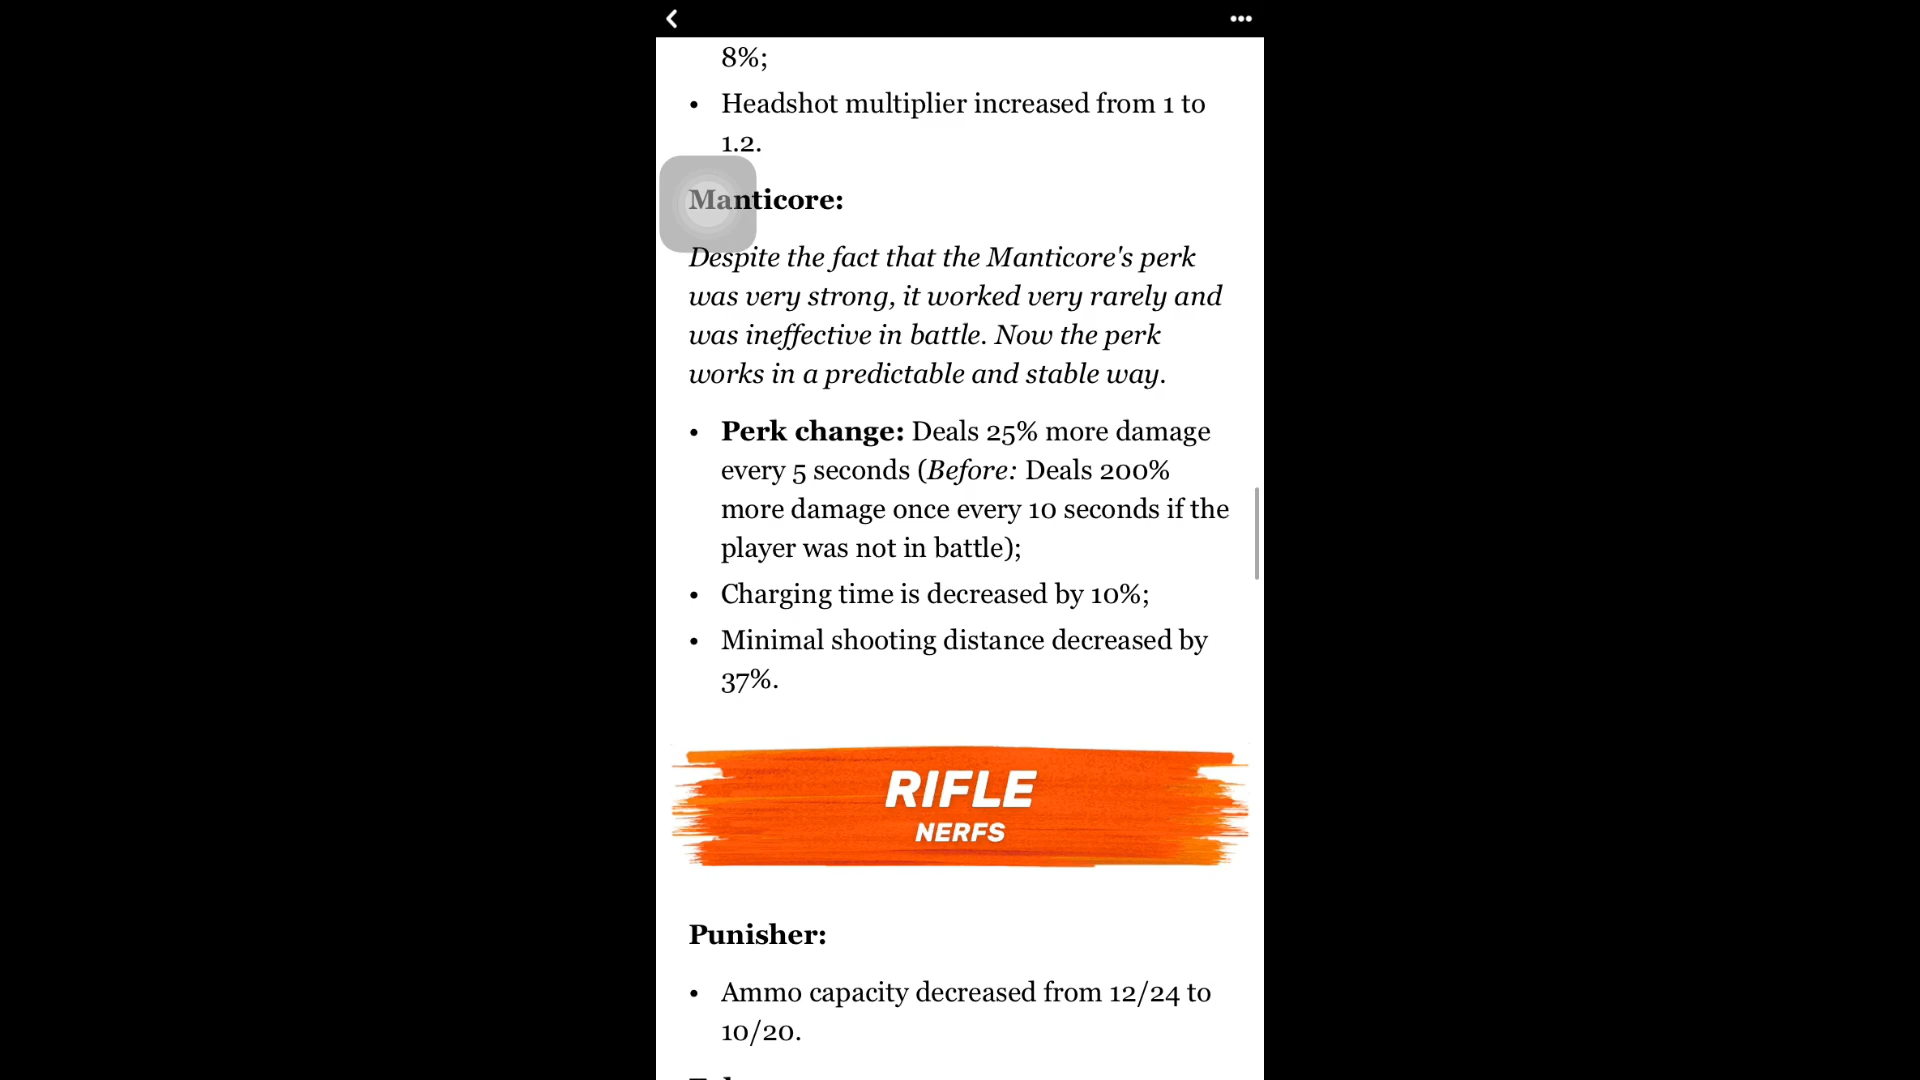 8%;
• Headshot multiplier increased from 1 to
1.2.
Manticore:
Despite the fact that the Manticore's perk
was very strong, it worked very rarely and
was ineffective in battle. Now the perk
works in a predictable and stable way.
• Perk change: Deals 25% more damage
every 5 seconds (Before: Deals 200%
more damage once every 10 seconds if the
player was not in battle);
• Charging time is decreased by 10%;
• Minimal shooting distance decreased by
37%.
RIFLE
NERFS
Punisher:
• Ammo capacity decreased from 12/24 to
10/20.